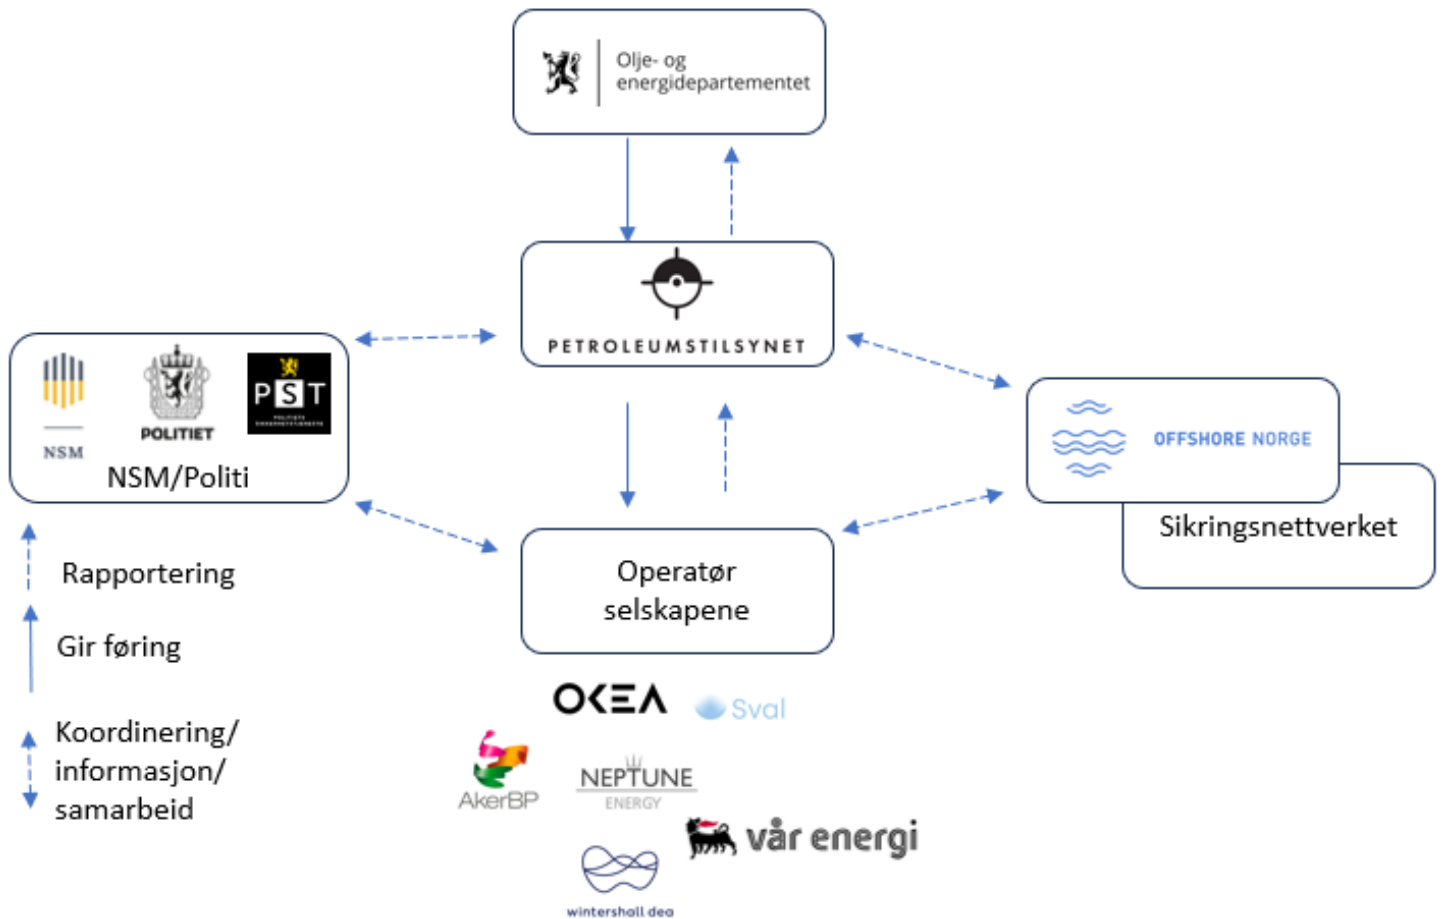 Olje- og
energidepartementet
PETROLEUMSTILSYNET
NSM
POLITIET
PST
NSM/Politi
OFFSHORE NORGE
Sikringsnettverket
Operatør
selskapene
Rapportering
Gir føring
Koordinering/
informasjon/
samarbeid
OKEA
Sval
AkerBP
NEPTUNE
ENERGY
vår energi
wintershall dea